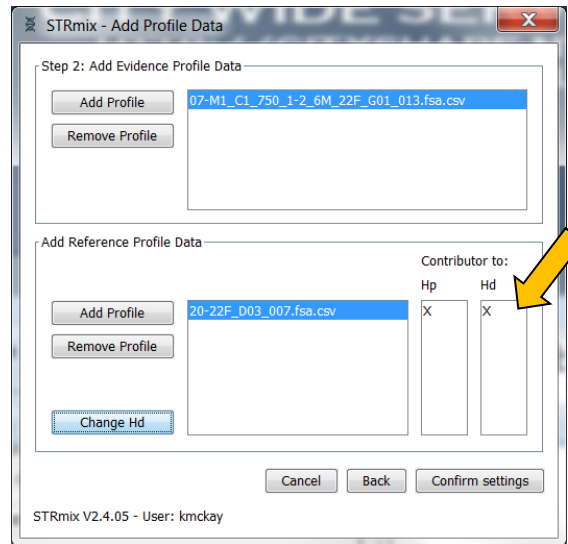 STRmix - Add Profile Data
X
Step 2: Add Evidence Profile Data
Add Profile
07-M1_C1_750_1-2_6M_22F_G01_013.fsa.csv
Remove Profile
Add Reference Profile Data
Contributor to:
Hp Hd
Add Profile
20-22F_D03_007.fsa.csv X X
Remove Profile
Change Hd
Cancel Back Confirm settings
STRmix V2.4.05 - User: kmckay